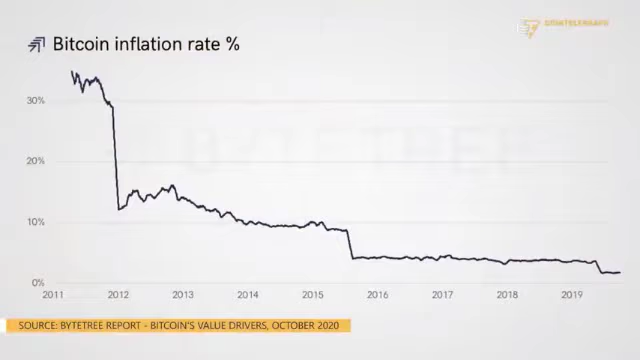 COINTELEGRAPH
Bitcoin inflation rate %
30%
20%
10%
0%
2011 2012 2013 2014 2015 2016 2017 2018 2019
SOURCE: BYTETREE REPORT - BITCOIN'S VALUE DRIVERS, OCTOBER 2020